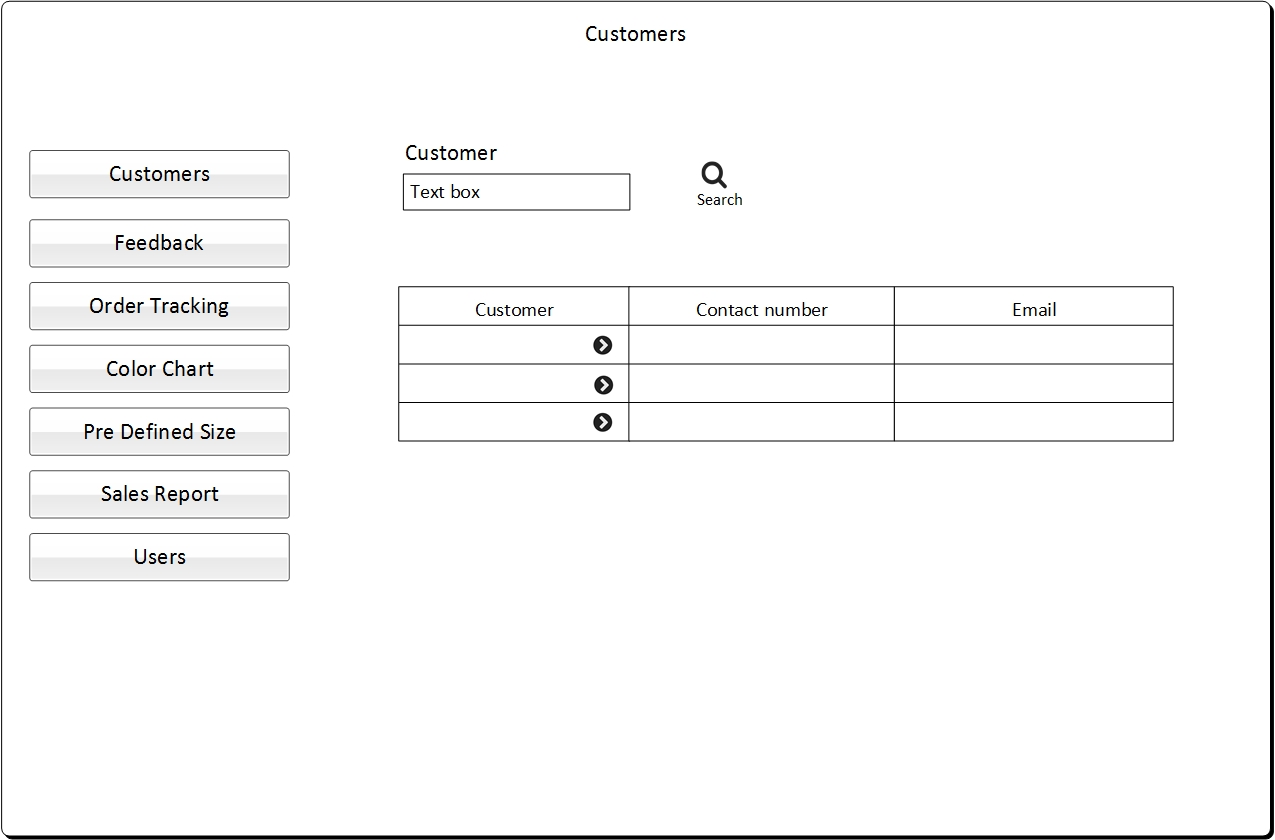 Customers
Customers
Feedback
Order Tracking
Color Chart
Pre Defined Size
Sales Report
Users
Customer
Text box
Search
Customer Contact number Email